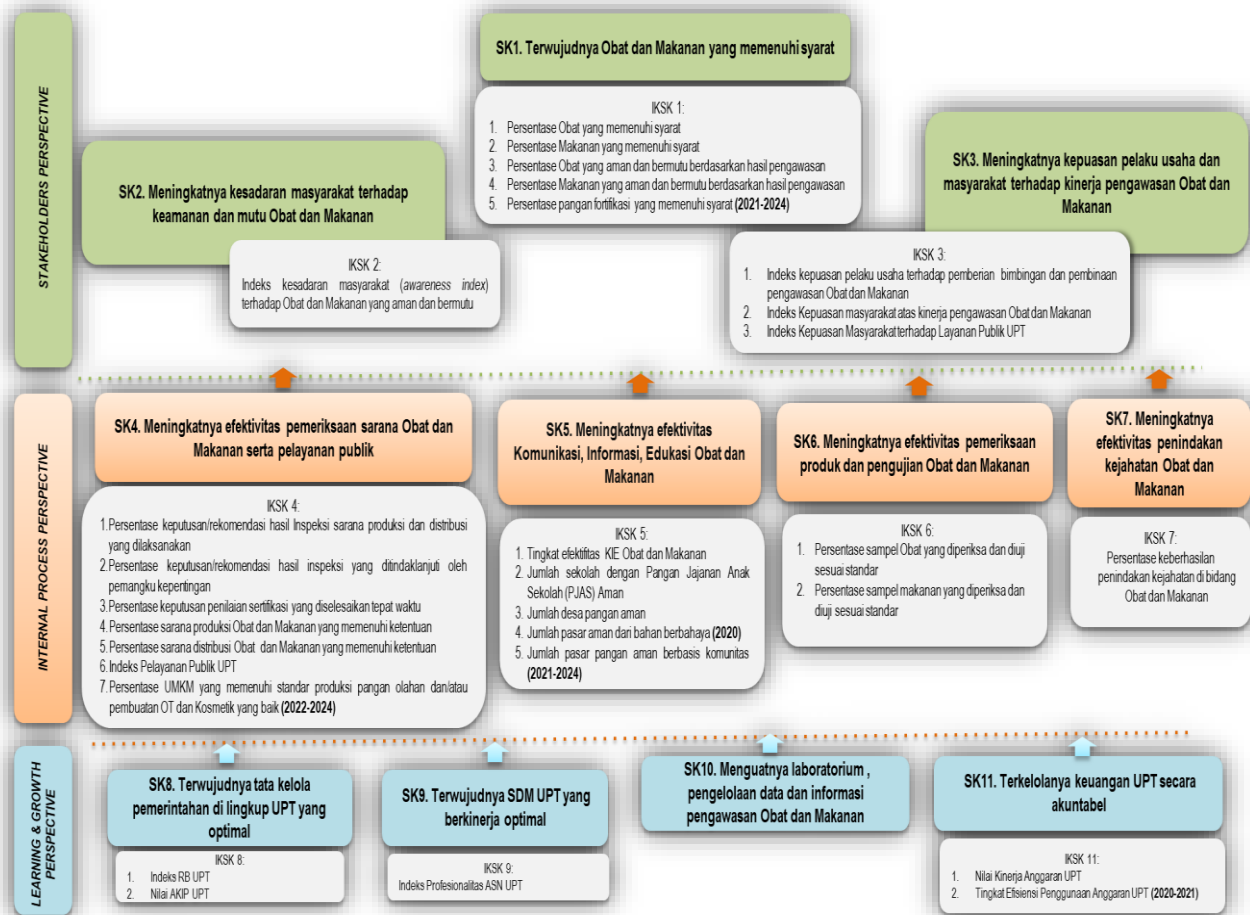 STAKEHOLDERS PERSPECTIVE
SK1. Terwujudnya Obat dan Makanan yang memenuhi syarat
IKSK 1:
1. Persentase Obat yang memenuhi syarat
2. Persentase Makanan yang memenuhi syarat
3. Persentase Obat yang aman dan bermutu berdasarkan hasil pengawasan
4. Persentase Makanan yang aman dan bermutu berdasarkan hasil pengawasan
5. Persentase pangan fortifikasi yang memenuhi syarat (2021-2024)
SK2. Meningkatnya kesadaran masyarakat terhadap
keamanan dan mutu Obat dan Makanan
IKSK 2:
Indeks kesadaran masyarakat (awareness index)
terhadap Obat dan Makanan yang aman dan bermutu
SK3. Meningkatnya kepuasan pelaku usaha dan
masyarakat terhadap kinerja pengawasan Obat dan
Makanan
IKSK 3:
1. Indeks kepuasan pelaku usaha terhadap pemberian bimbingan dan pembinaan
pengawasan Obat dan Makanan
2. Indeks Kepuasan masyarakat atas kinerja pengawasan Obat dan Makanan
3. Indeks Kepuasan Masyarakat terhadap Layanan Publik UPT
INTERNAL PROCESS PERSPECTIVE
SK4. Meningkatnya efektivitas pemeriksaan sarana Obat dan
Makanan serta pelayanan publik
IKSK 4:
1. Persentase keputusan/rekomendasi hasil Inspeksi sarana produksi dan distribusi
yang dilaksanakan
2. Persentase keputusan/rekomendasi hasil inspeksi yang ditindaklanjuti oleh
pemangku kepentingan
3. Persentase keputusan penilaian sertifikasi yang diselesaikan tepat waktu
4. Persentase sarana produksi Obat dan Makanan yang memenuhi ketentuan
5. Persentase sarana distribusi Obat dan Makanan yang memenuhi ketentuan
6. Indeks Pelayanan Publik UPT
7. Persentase UMKM yang memenuhi standar produksi pangan olahan dan/atau
pembuatan OT dan Kosmetik yang baik (2022-2024)
SK5. Meningkatnya efektivitas
Komunikasi, Informasi, Edukasi Obat dan
Makanan
IKSK 5:
1. Tingkat efektifitas KIE Obat dan Makanan
2. Jumlah sekolah dengan Pangan Jajanan Anak
Sekolah (PJAS) Aman
3. Jumlah desa pangan aman
4. Jumlah pasar aman dari bahan berbahaya (2020)
5. Jumlah pasar pangan aman berbasis komunitas
(2021-2024)
SK6. Meningkatnya efektivitas pemeriksaan
produk dan pengujian Obat dan Makanan
IKSK 6:
1. Persentase sampel Obat yang diperiksa dan diuji
sesuai standar
2. Persentase sampel makanan yang diperiksa dan
diuji sesuai standar
SK7. Meningkatnya
efektivitas penindakan
kejahatan Obat dan
Makanan
IKSK 7:
Persentase keberhasilan
penindakan kejahatan di bidang
Obat dan Makanan
LEARNING & GROWTH
PERSPECTIVE
SK8. Terwujudnya tata kelola
pemerintahan di lingkup UPT yang
optimal
IKSK 8:
1. Indeks RB UPT
2. Nilai AKIP UPT
SK9. Terwujudnya SDM UPT yang
berkinerja optimal
IKSK 9:
Indeks Profesionalitas ASN UPT
SK10. Menguatnya laboratorium ,
pengelolaan data dan informasi
pengawasan Obat dan Makanan
SK11. Terkelolanya keuangan UPT secara
akuntabel
IKSK 11:
1. Nilai Kinerja Anggaran UPT
2. Tingkat Efisiensi Penggunaan Anggaran UPT (2020-2021)